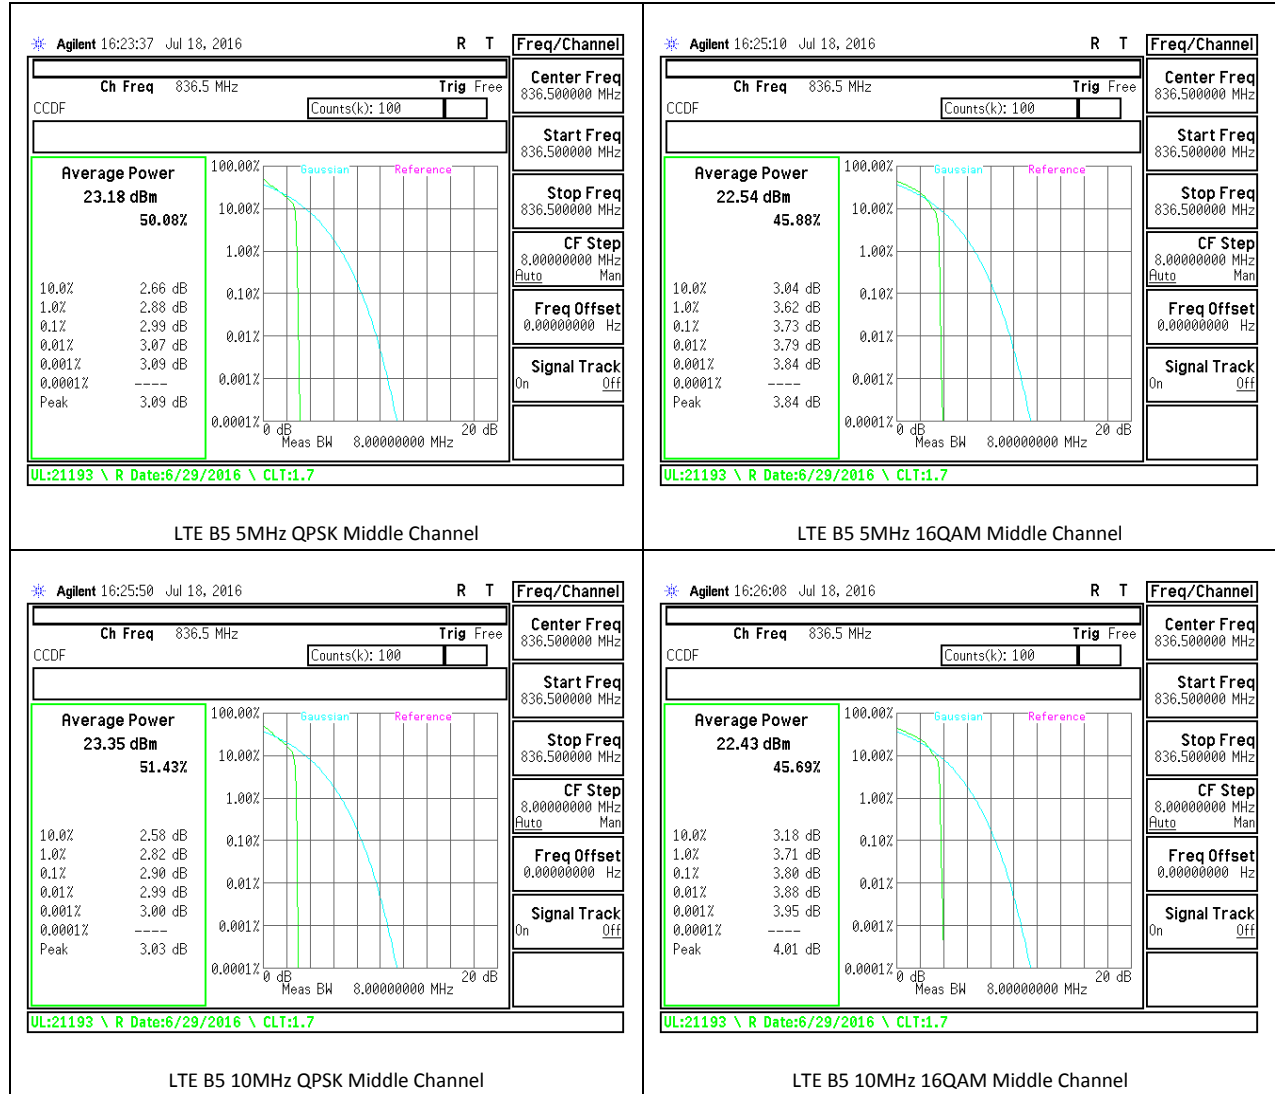 Agilent 16:23:37 Jul 18, 2016 R T
Freq/Channel
Ch Freq 836.5 MHz Trig Free
CCDF Counts(k): 100
Average Power
23.18 dBm
50.08%
10.0% 2.66 dB
1.0% 2.88 dB
0.1% 2.99 dB
0.01% 3.07 dB
0.001% 3.09 dB
0.0001% ----
Peak 3.09 dB
100.00%
10.00%
1.00%
0.10%
0.01%
0.001%
0.0001%
Gaussian Reference
0 dB 20 dB
Meas BW 8.00000000 MHz
Center Freq
836.500000 MHz
Start Freq
836.500000 MHz
Stop Freq
836.500000 MHz
CF Step
8.00000000 MHz
Auto Man
Freq Offset
0.00000000 Hz
Signal Track
On Off
UL:21193 \ R Date:6/29/2016 \ CLT:1.7
LTE B5 5MHz QPSK Middle Channel
Agilent 16:25:10 Jul 18, 2016 R T
Freq/Channel
Ch Freq 836.5 MHz Trig Free
CCDF Counts(k): 100
Average Power
22.54 dBm
45.88%
10.0% 3.04 dB
1.0% 3.62 dB
0.1% 3.73 dB
0.01% 3.79 dB
0.001% 3.84 dB
0.0001% ----
Peak 3.84 dB
100.00%
10.00%
1.00%
0.10%
0.01%
0.001%
0.0001%
Gaussian Reference
0 dB 20 dB
Meas BW 8.00000000 MHz
Center Freq
836.500000 MHz
Start Freq
836.500000 MHz
Stop Freq
836.500000 MHz
CF Step
8.00000000 MHz
Auto Man
Freq Offset
0.00000000 Hz
Signal Track
On Off
UL:21193 \ R Date:6/29/2016 \ CLT:1.7
LTE B5 5MHz 16QAM Middle Channel
Agilent 16:25:50 Jul 18, 2016 R T
Freq/Channel
Ch Freq 836.5 MHz Trig Free
CCDF Counts(k): 100
Average Power
23.35 dBm
51.43%
10.0% 2.58 dB
1.0% 2.82 dB
0.1% 2.90 dB
0.01% 2.99 dB
0.001% 3.00 dB
0.0001% ----
Peak 3.03 dB
100.00%
10.00%
1.00%
0.10%
0.01%
0.001%
0.0001%
Gaussian Reference
0 dB 20 dB
Meas BW 8.00000000 MHz
Center Freq
836.500000 MHz
Start Freq
836.500000 MHz
Stop Freq
836.500000 MHz
CF Step
8.00000000 MHz
Auto Man
Freq Offset
0.00000000 Hz
Signal Track
On Off
UL:21193 \ R Date:6/29/2016 \ CLT:1.7
LTE B5 10MHz QPSK Middle Channel
Agilent 16:26:08 Jul 18, 2016 R T
Freq/Channel
Ch Freq 836.5 MHz Trig Free
CCDF Counts(k): 100
Average Power
22.43 dBm
45.69%
10.0% 3.18 dB
1.0% 3.71 dB
0.1% 3.80 dB
0.01% 3.88 dB
0.001% 3.95 dB
0.0001% ----
Peak 4.01 dB
100.00%
10.00%
1.00%
0.10%
0.01%
0.001%
0.0001%
Gaussian Reference
0 dB 20 dB
Meas BW 8.00000000 MHz
Center Freq
836.500000 MHz
Start Freq
836.500000 MHz
Stop Freq
836.500000 MHz
CF Step
8.00000000 MHz
Auto Man
Freq Offset
0.00000000 Hz
Signal Track
On Off
UL:21193 \ R Date:6/29/2016 \ CLT:1.7
LTE B5 10MHz 16QAM Middle Channel